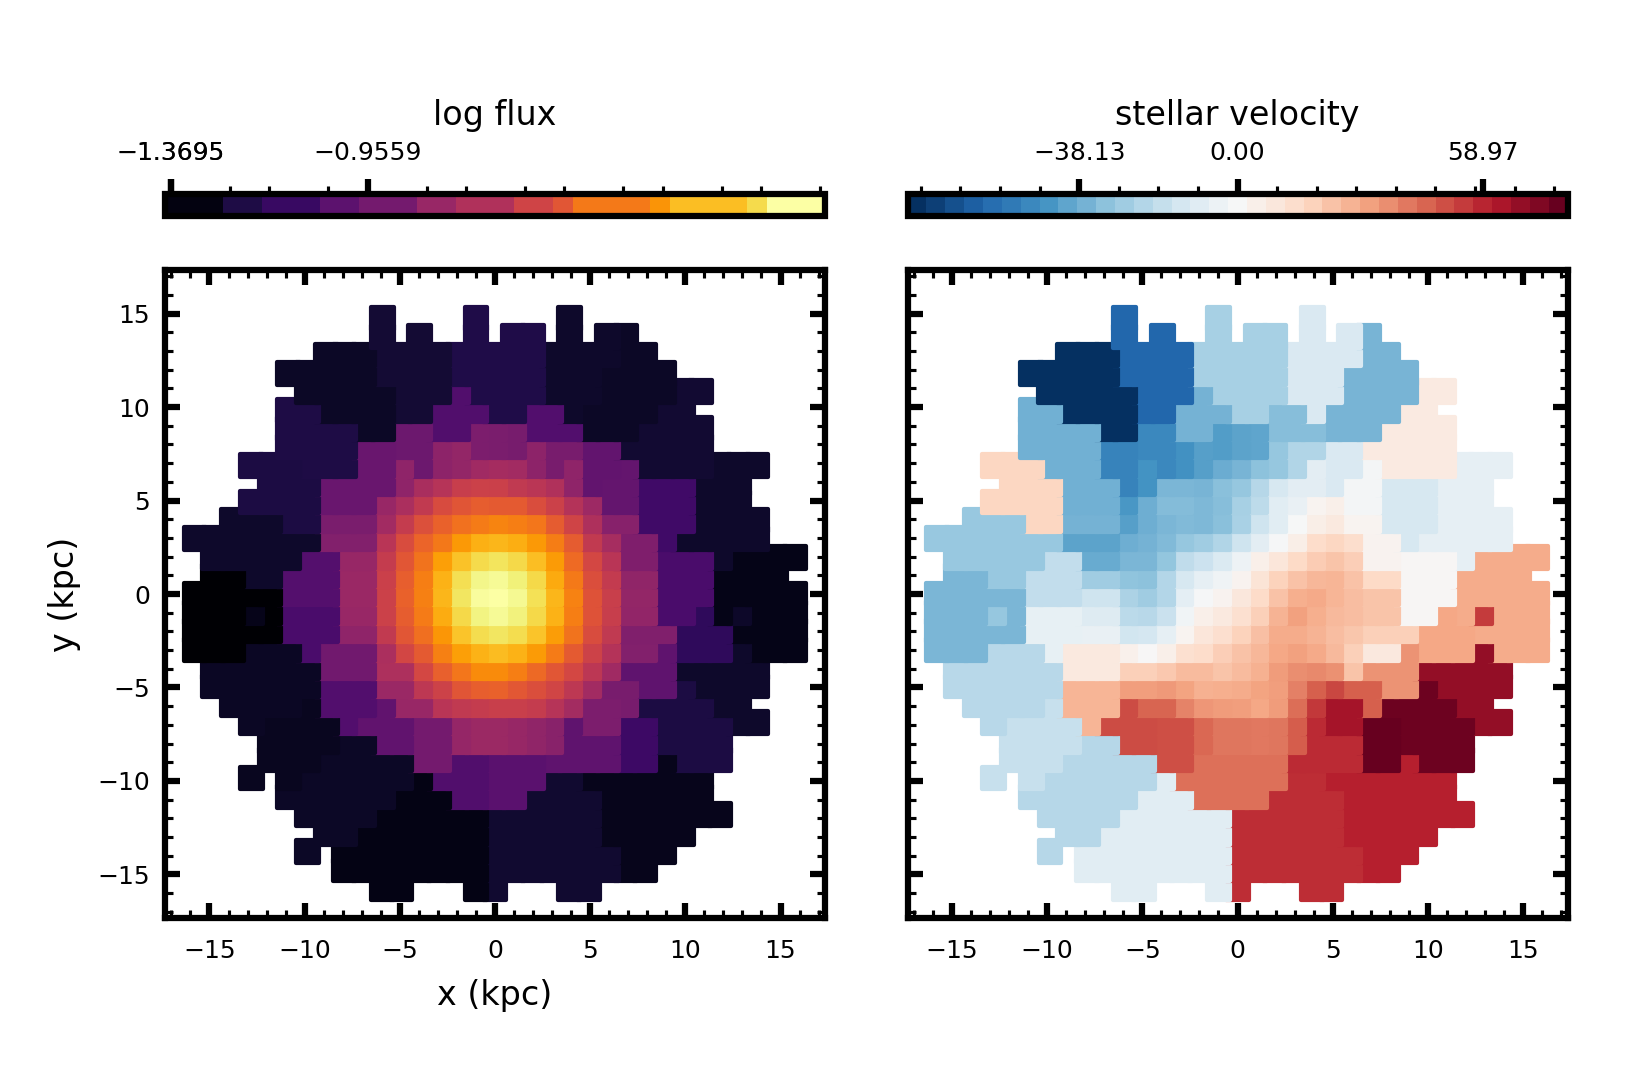 log flux
stellar velocity
−1.3695 −0.9559
−38.13 0.00 58.97
15
10
5
0
−5
−10
−15
y (kpc)
−15 −10 −5 0 5 10 15
−15 −10 −5 0 5 10 15
x (kpc)